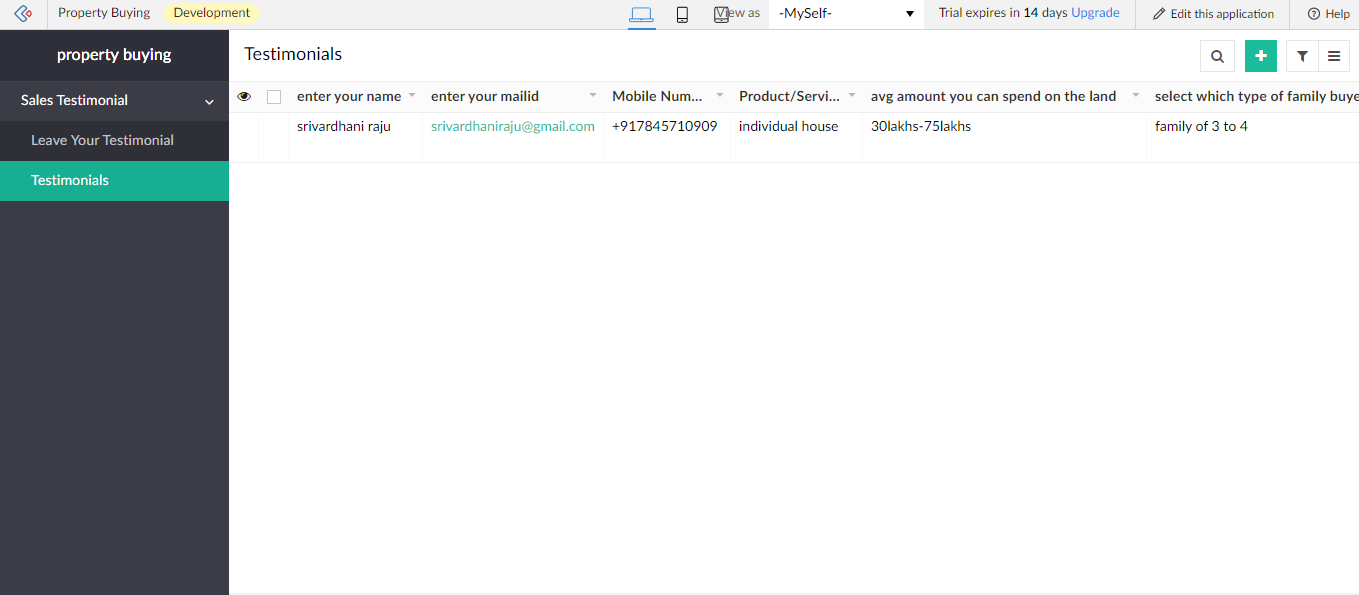 Property Buying Development View as -MySelf- Trial expires in 14 days Upgrade Edit this application Help
property buying
Testimonials
Sales Testimonial
enter your name enter your mailid Mobile Num... Product/Servi... avg amount you can spend on the land select which type of family buye
srivardhani raju srivardhaniraju@gmail.com +917845710909 individual house 30lakhs-75lakhs family of 3 to 4
Leave Your Testimonial
Testimonials